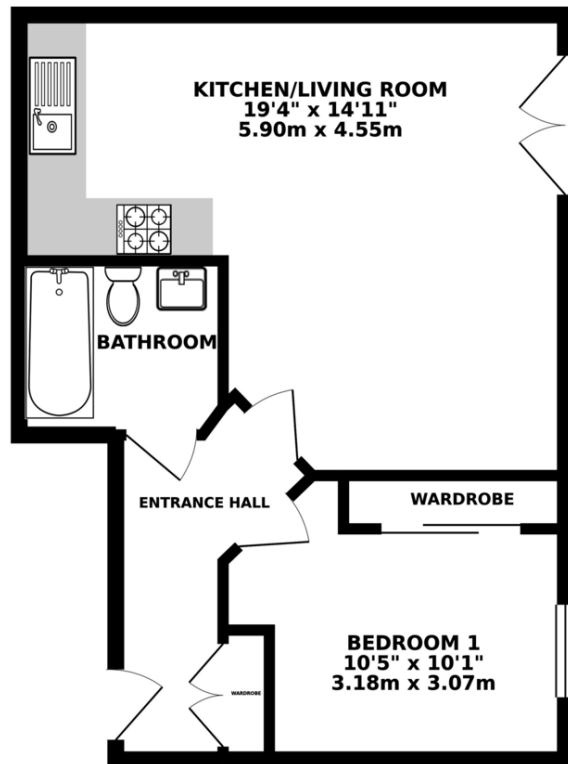 KITCHEN/LIVING ROOM
19'4" x 14'11"
5.90m x 4.55m
BATHROOM
ENTRANCE HALL
WARDROBE
BEDROOM 1
10'5" x 10'1"
3.18m x 3.07m
WARDROBE